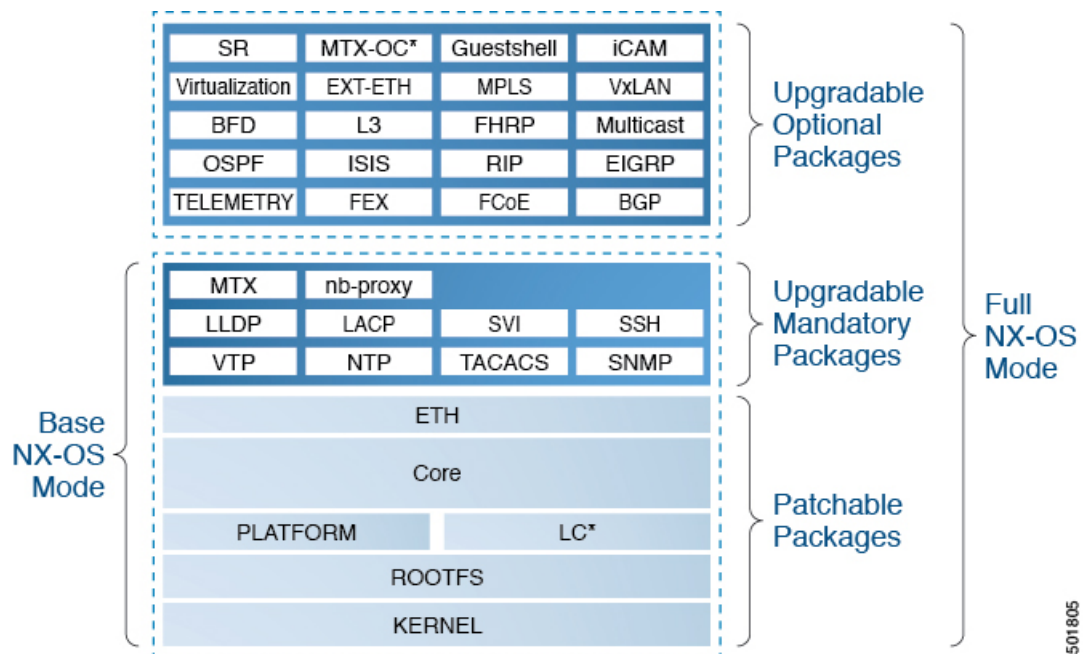 SR MTX-OC* Guestshell iCAM
Virtualization EXT-ETH MPLS VxLAN
BFD L3 FHRP Multicast
OSPF ISIS RIP EIGRP
TELEMETRY FEX FCoE BGP
Upgradable
Optional
Packages
MTX nb-proxy
LLDP LACP SVI SSH
VTP NTP TACACS SNMP
Upgradable
Mandatory
Packages
Full
NX-OS
Mode
Base
NX-OS
Mode
ETH
Core
PLATFORM LC*
ROOTFS
KERNEL
Patchable
Packages
501805